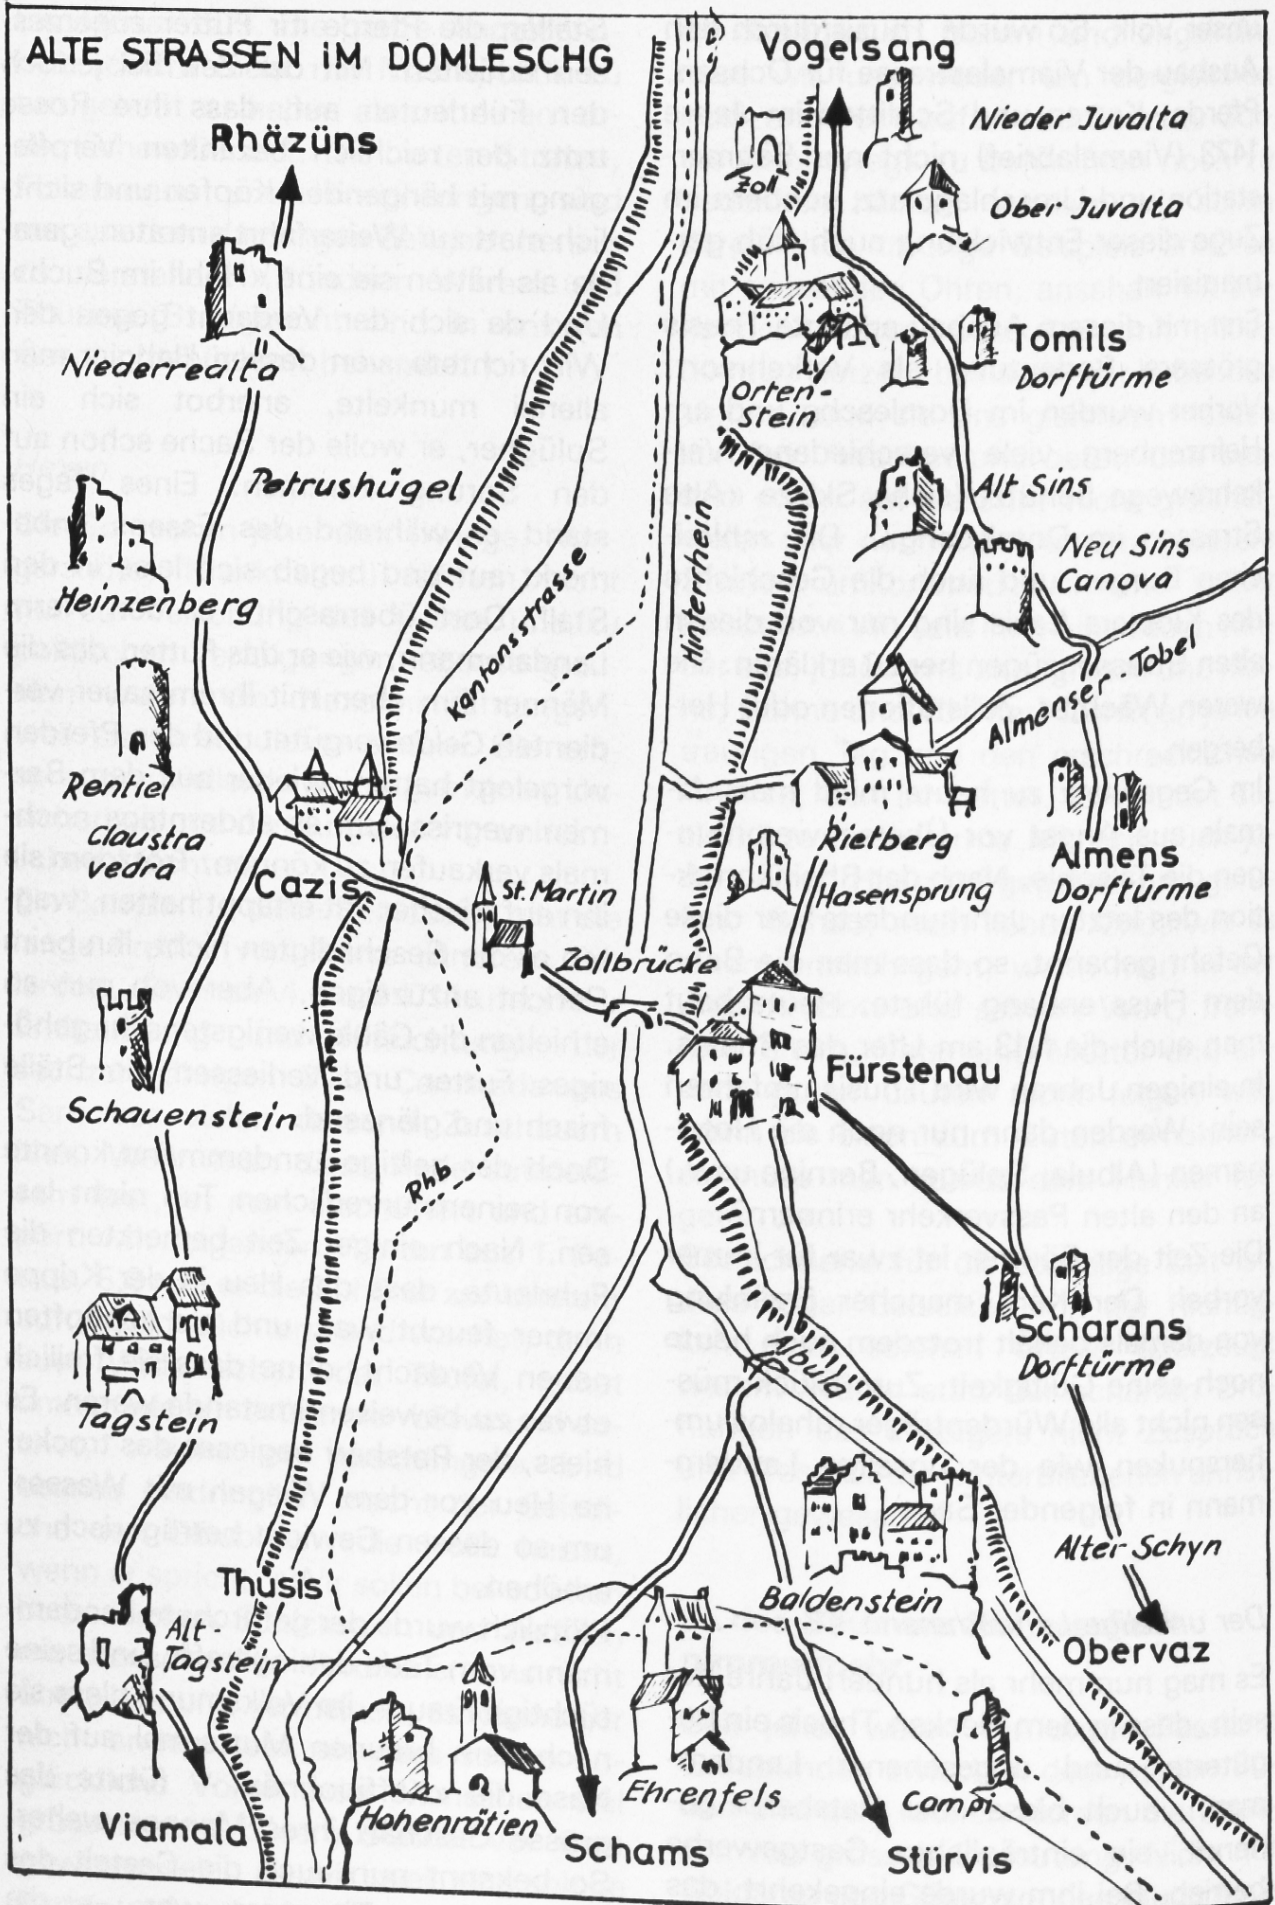 ALTE STRASSEN iM DOMLESCHG
Vogelsang
Rhäzüns
Nieder Juvalta
Zoll
Ober-Juvalta
Niederrealta
Tomils
Dorftürme
Orten
stein
Petrushügel
Alt-Sins
Kantonsstrasse
Hinterrhein
Neu Sins
Canova
Heinzenberg
Almenser-Tobel
Rentiel
Claustra
vedra
Cazis
St Martin
Rietberg
Hasensprung
Almens
Dorftürme
Zollbrücke
Schauenstein
Fürstenau
Rhb
Scharans
Dorftürme
Albula
Tagstein
Alter Schyn
Thusis
Baldenstein
Alt-
Tagstein
Obervaz
Ehrenfels
Campi
Viamala
Hohenrätien
Schams
Stürvis